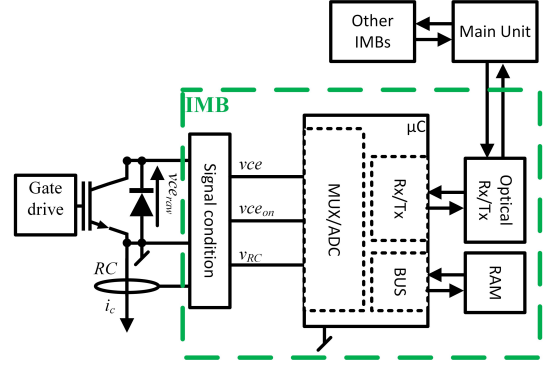 Other
IMBs
Main Unit
IMB
µC
Gate
drive
vce_raw
Signal condition
vce
vce_on
v_RC
MUX/ADC
Rx/Tx
BUS
Optical
Rx/Tx
RAM
RC
i_c